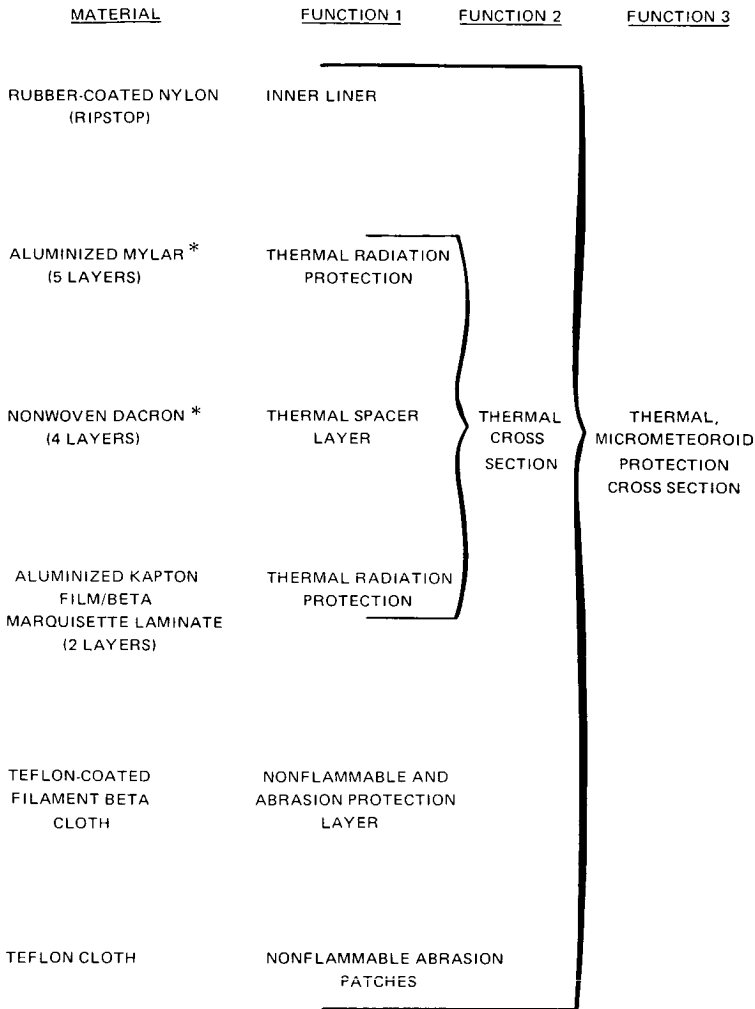 MATERIAL FUNCTION 1 FUNCTION 2 FUNCTION 3
RUBBER-COATED NYLON
(RIPSTOP)
INNER LINER
ALUMINIZED MYLAR *
(5 LAYERS)
THERMAL RADIATION
PROTECTION
NONWOVEN DACRON *
(4 LAYERS)
THERMAL SPACER
LAYER
THERMAL
CROSS
SECTION
THERMAL,
MICROMETEOROID
PROTECTION
CROSS SECTION
ALUMINIZED KAPTON
FILM/BETA
MARQUISETTE LAMINATE
(2 LAYERS)
THERMAL RADIATION
PROTECTION
TEFLON-COATED
FILAMENT BETA
CLOTH
NONFLAMMABLE AND
ABRASION PROTECTION
LAYER
TEFLON CLOTH
NONFLAMMABLE ABRASION
PATCHES